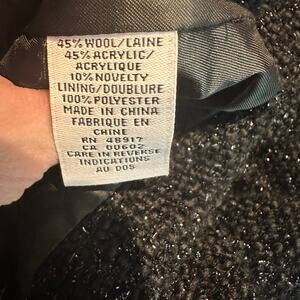 45% WOOL/LAINE
45% ACRYLIC/
ACRYLIQUE
10% NOVELTY
LINING/DOUBLURE
100% POLYESTER
MADE IN CHINA
FABRIQUE EN
CHINE
RN 48917
CA 00602
CARE IN REVERSE
INDICATIONS
AU DOS